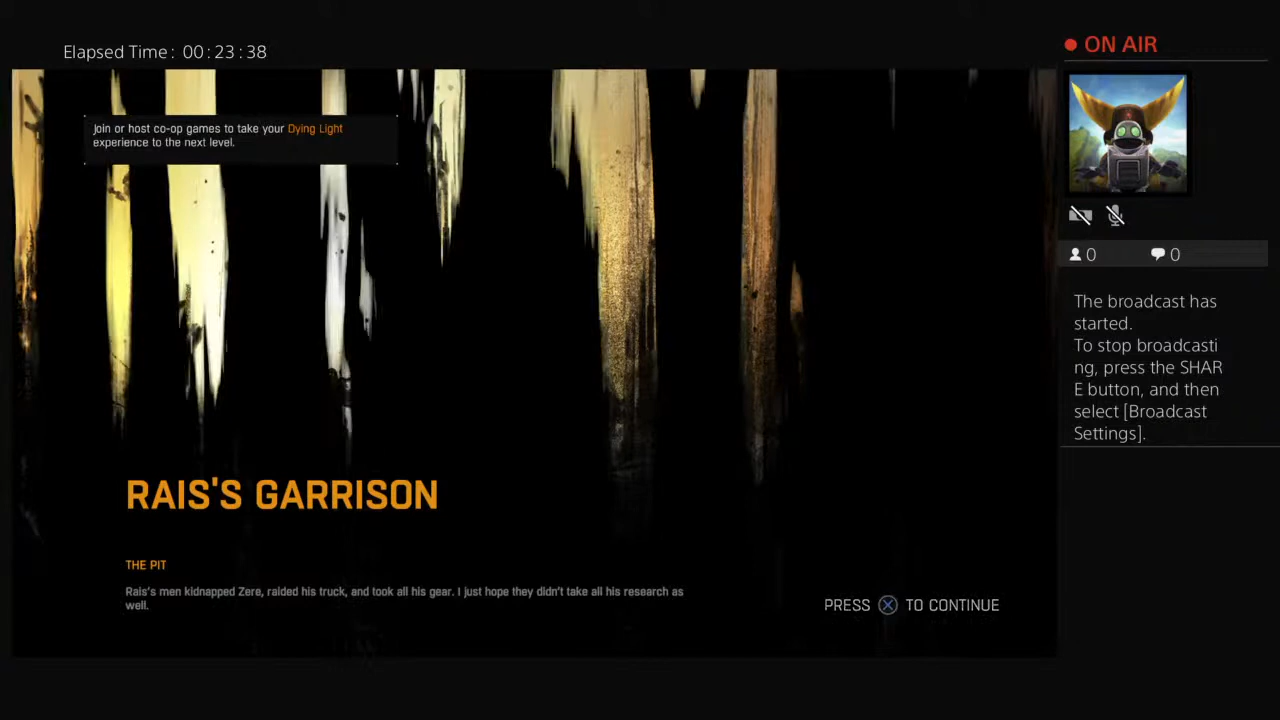 Elapsed Time: 00:23:38
ON AIR
Join or host co-op games to take your Dying Light
experience to the next level.
0
0
The broadcast has
started.
To stop broadcasti
ng, press the SHAR
E button, and then
select [Broadcast
Settings].
RAIS'S GARRISON
THE PIT
Rais's men kidnapped Zere, raided his truck, and took all his gear. I just hope they didn't take all his research as
well.
PRESS X TO CONTINUE